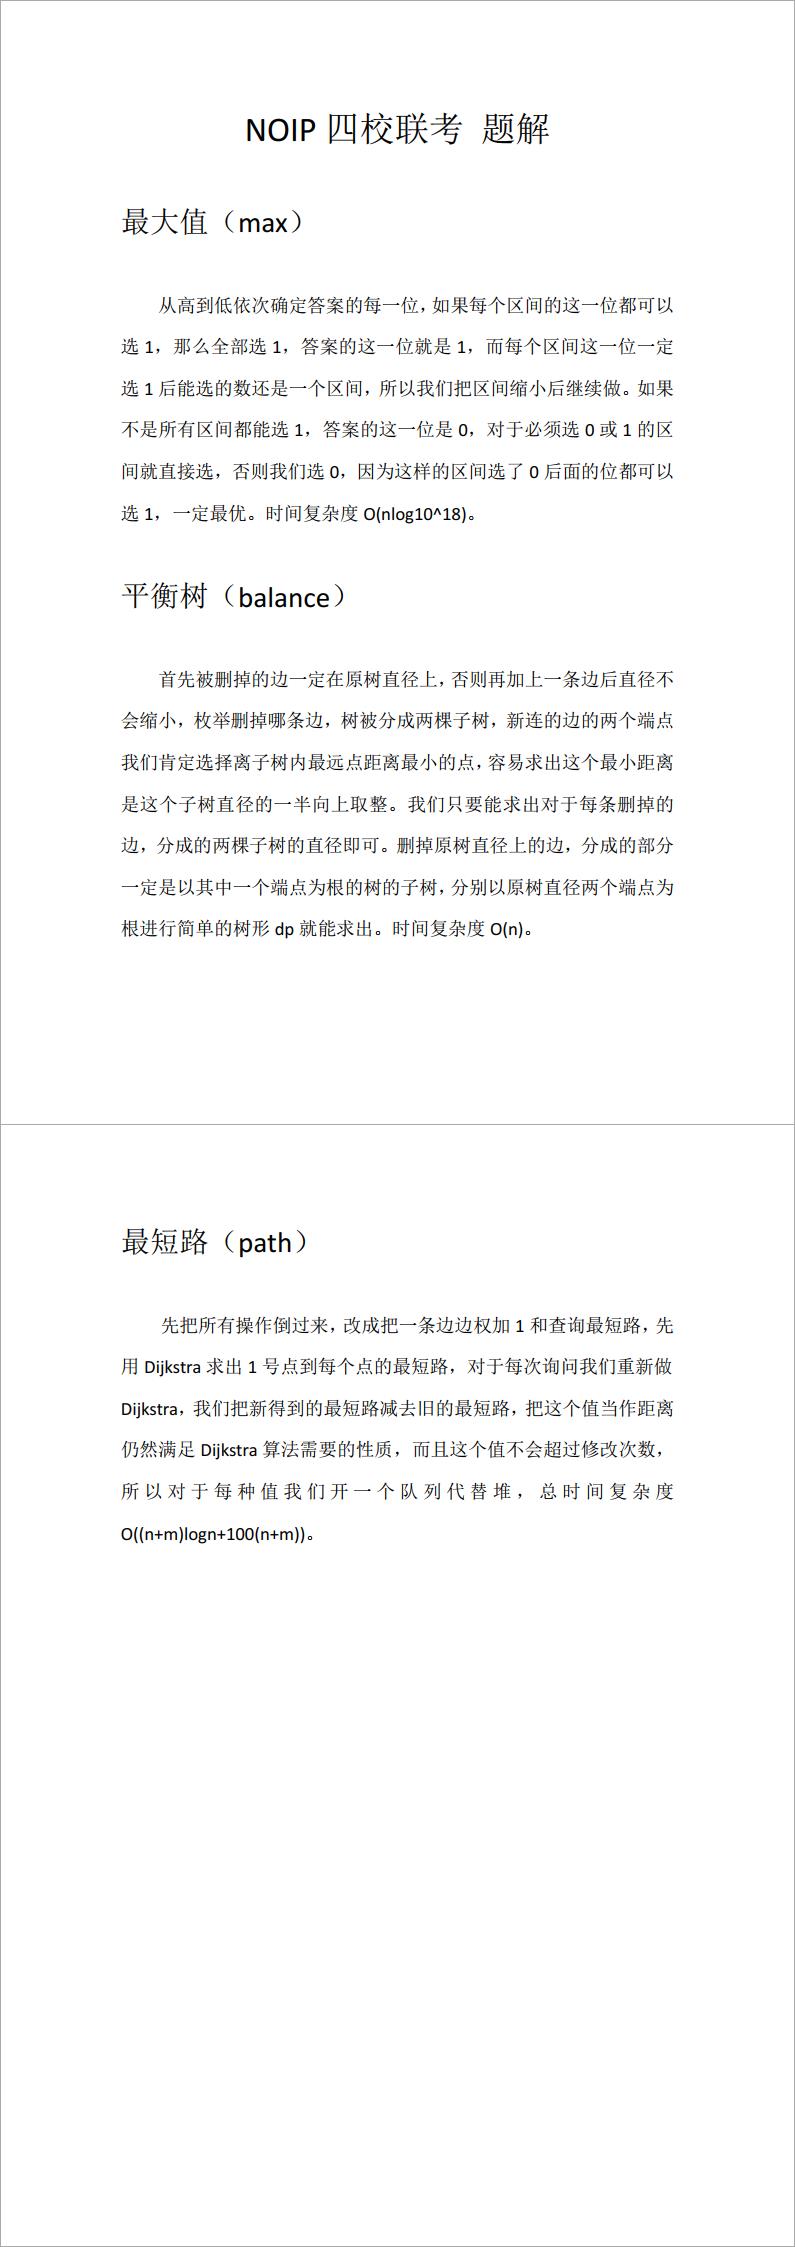 NOIP 四校联考 题解
最大值（max）
从高到低依次确定答案的每一位，如果每个区间的这一位都可以
选 1，那么全部选 1，答案的这一位就是 1，而每个区间这一位一定
选 1 后能选的数还是一个区间，所以我们把区间缩小后继续做。如果
不是所有区间都能选 1，答案的这一位是 0，对于必须选 0 或 1 的区
间就直接选，否则我们选 0，因为这样的区间选了 0 后面的位都可以
选 1，一定最优。时间复杂度 O(nlog10^18)。
平衡树（balance）
首先被删掉的边一定在原树直径上，否则再加上一条边后直径不
会缩小，枚举删掉哪条边，树被分成两棵子树，新连的边的两个端点
我们肯定选择离子树内最远点距离最小的点，容易求出这个最小距离
是这个子树直径的一半向上取整。我们只要能求出对于每条删掉的
边，分成的两棵子树的直径即可。删掉原树直径上的边，分成的部分
一定是以其中一个端点为根的树的子树，分别以原树直径两个端点为
根进行简单的树形 dp 就能求出。时间复杂度 O(n)。
最短路（path）
先把所有操作倒过来，改成把一条边边权加 1 和查询最短路，先
用 Dijkstra 求出 1 号点到每个点的最短路，对于每次询问我们重新做
Dijkstra，我们把新得到的最短路减去旧的最短路，把这个值当作距离
仍然满足 Dijkstra 算法需要的性质，而且这个值不会超过修改次数，
所以对于每种值我们开一个队列代替堆，总时间复杂度
O((n+m)logn+100(n+m))。